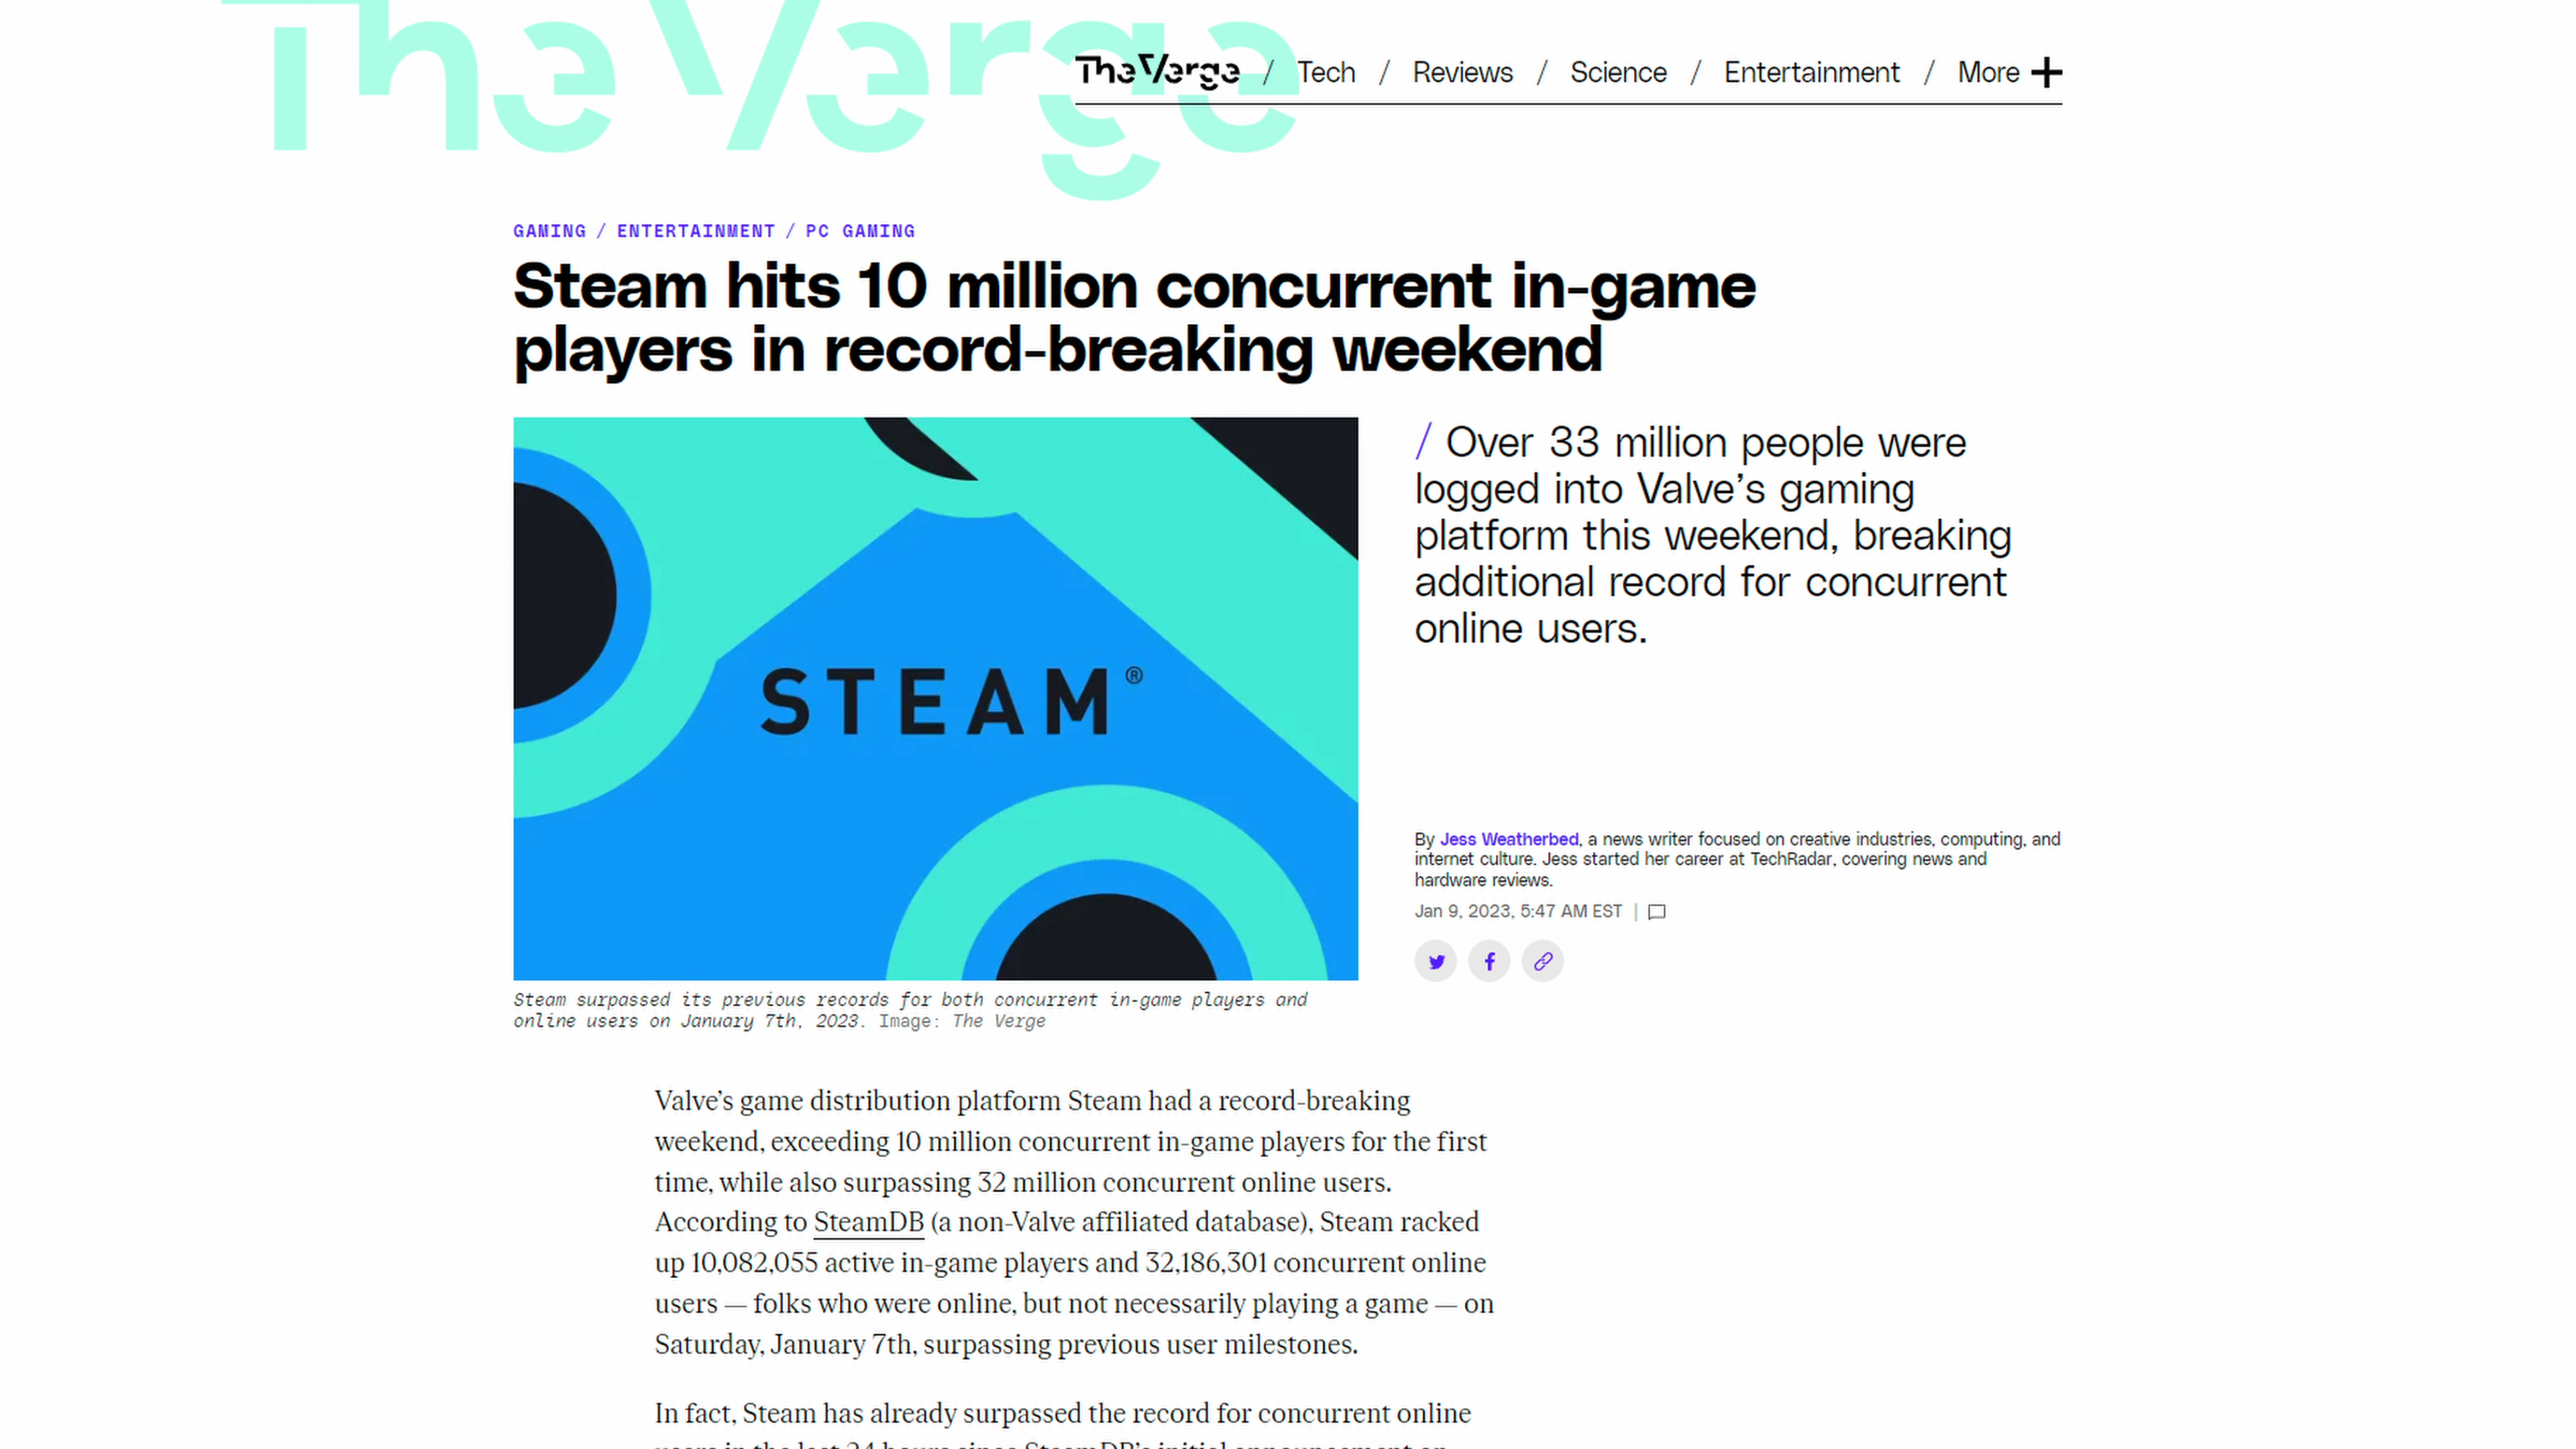 The Verge
The Verge / Tech / Reviews / Science / Entertainment / More
GAMING / ENTERTAINMENT / PC GAMING
Steam hits 10 million concurrent in-game
players in record-breaking weekend
STEAM®
/ Over 33 million people were
logged into Valve’s gaming
platform this weekend, breaking
additional record for concurrent
online users.
By Jess Weatherbed, a news writer focused on creative industries, computing, and
internet culture. Jess started her career at TechRadar, covering news and
hardware reviews.
Jan 9, 2023, 5:47 AM EST |
Steam surpassed its previous records for both concurrent in-game players and
online users on January 7th, 2023. Image: The Verge
Valve’s game distribution platform Steam had a record-breaking
weekend, exceeding 10 million concurrent in-game players for the first
time, while also surpassing 32 million concurrent online users.
According to SteamDB (a non-Valve affiliated database), Steam racked
up 10,082,055 active in-game players and 32,186,301 concurrent online
users — folks who were online, but not necessarily playing a game — on
Saturday, January 7th, surpassing previous user milestones.
In fact, Steam has already surpassed the record for concurrent online